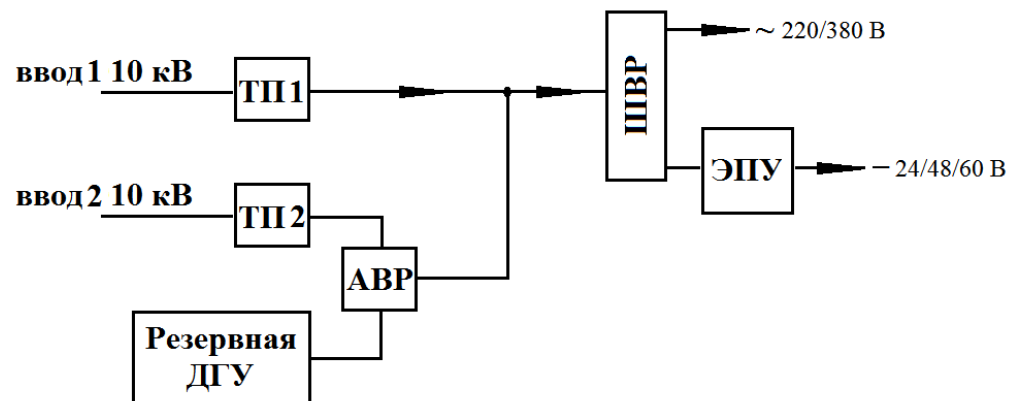 ~ 220/380 В
ввод 1 10 кВ
ТП1
ШВР
ЭПУ
− 24/48/60 В
ввод 2 10 кВ
ТП2
АВР
Резервная
ДГУ